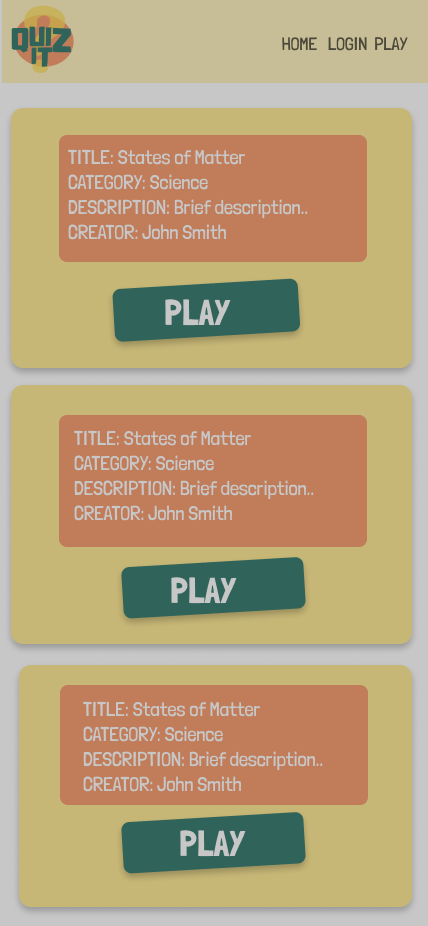 QUIZ
IT
HOME LOGIN PLAY
TITLE: States of Matter
CATEGORY: Science
DESCRIPTION: Brief description..
CREATOR: John Smith
PLAY
TITLE: States of Matter
CATEGORY: Science
DESCRIPTION: Brief description..
CREATOR: John Smith
PLAY
TITLE: States of Matter
CATEGORY: Science
DESCRIPTION: Brief description..
CREATOR: John Smith
PLAY